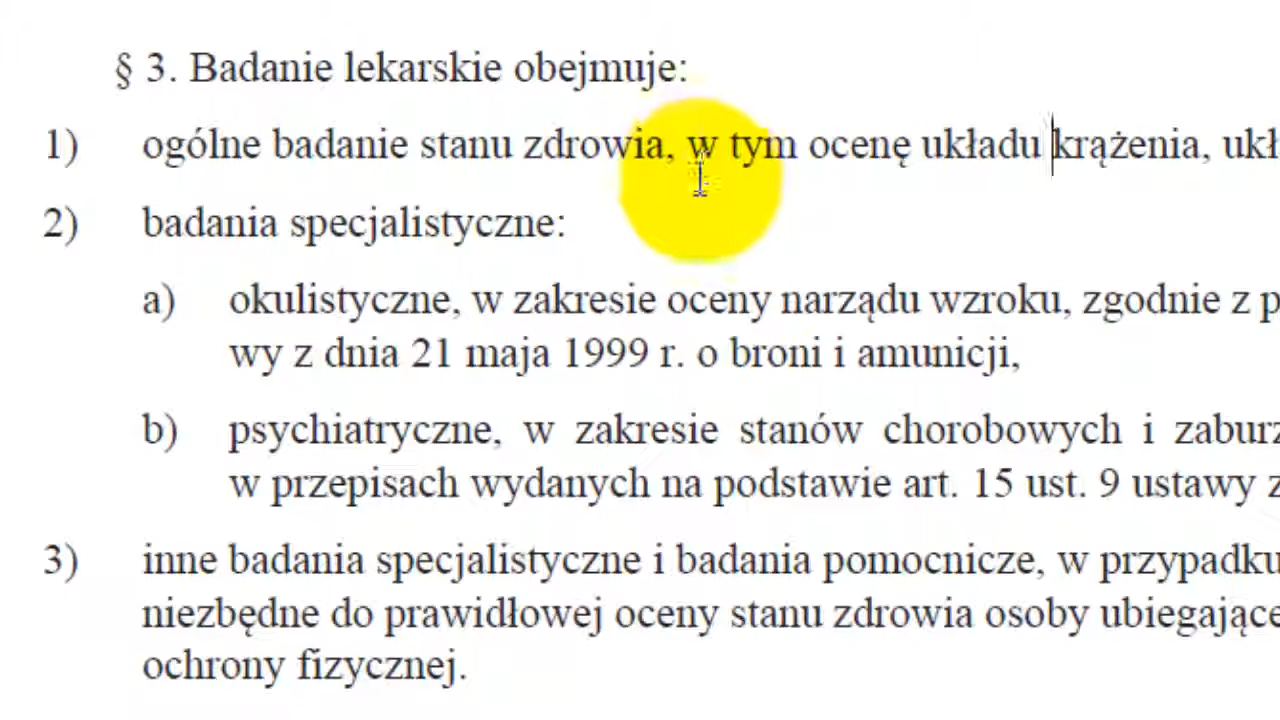 § 3. Badanie lekarskie obejmuje:
1) ogólne badanie stanu zdrowia, w tym ocenę układu krążenia,
2) badania specjalistyczne:
a) okulistyczne, w zakresie oceny narządu wzroku, zgodnie z
wy z dnia 21 maja 1999 r. o broni i amunicji,
b) psychiatryczne, w zakresie stanów chorobowych i
w przepisach wydanych na podstawie art. 15 ust. 9 ustawy z
3) inne badania specjalistyczne i badania pomocnicze, w przypadku
niezbędne do prawidłowej oceny stanu zdrowia osoby
ochrony fizycznej.